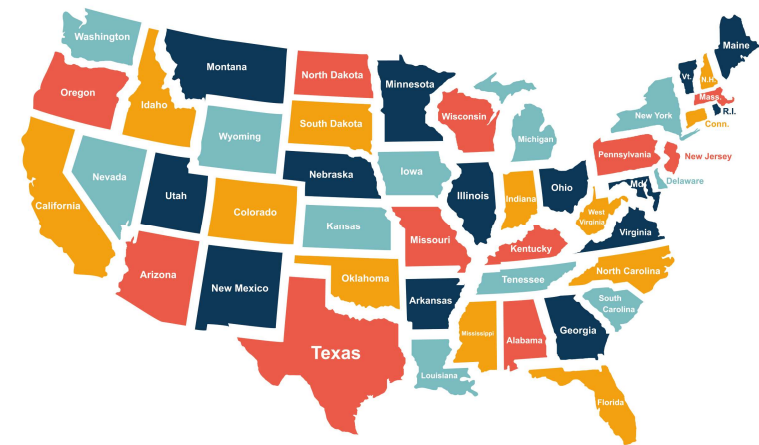 Washington
Montana
North Dakota
Minnesota
Maine
Oregon
Idaho
Wyoming
South Dakota
Wisconsin
Michigan
Vt.
N.H.
Mass.
R.I.
New York
Conn.
Nevada
Utah
Colorado
Nebraska
Iowa
Illinois
Indiana
Ohio
Pennsylvania
New Jersey
Md.
Delaware
California
Kansas
Missouri
Kentucky
West
Virginia
Virginia
Arizona
New Mexico
Oklahoma
Arkansas
Tenessee
North Carolina
South
Carolina
Texas
Louisiana
Mississippi
Alabama
Georgia
Florida